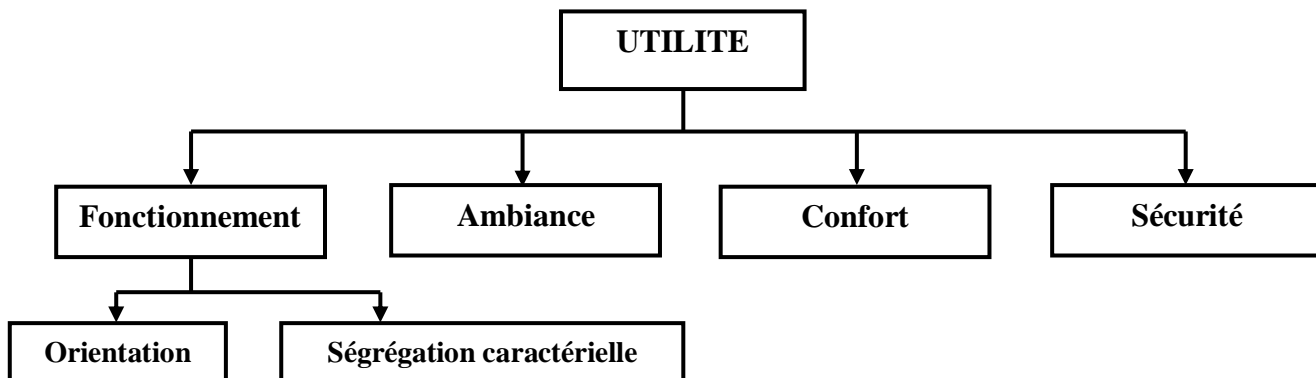 UTILITE
Fonctionnement
Ambiance
Confort
Sécurité
Orientation
Ségrégation caractérielle